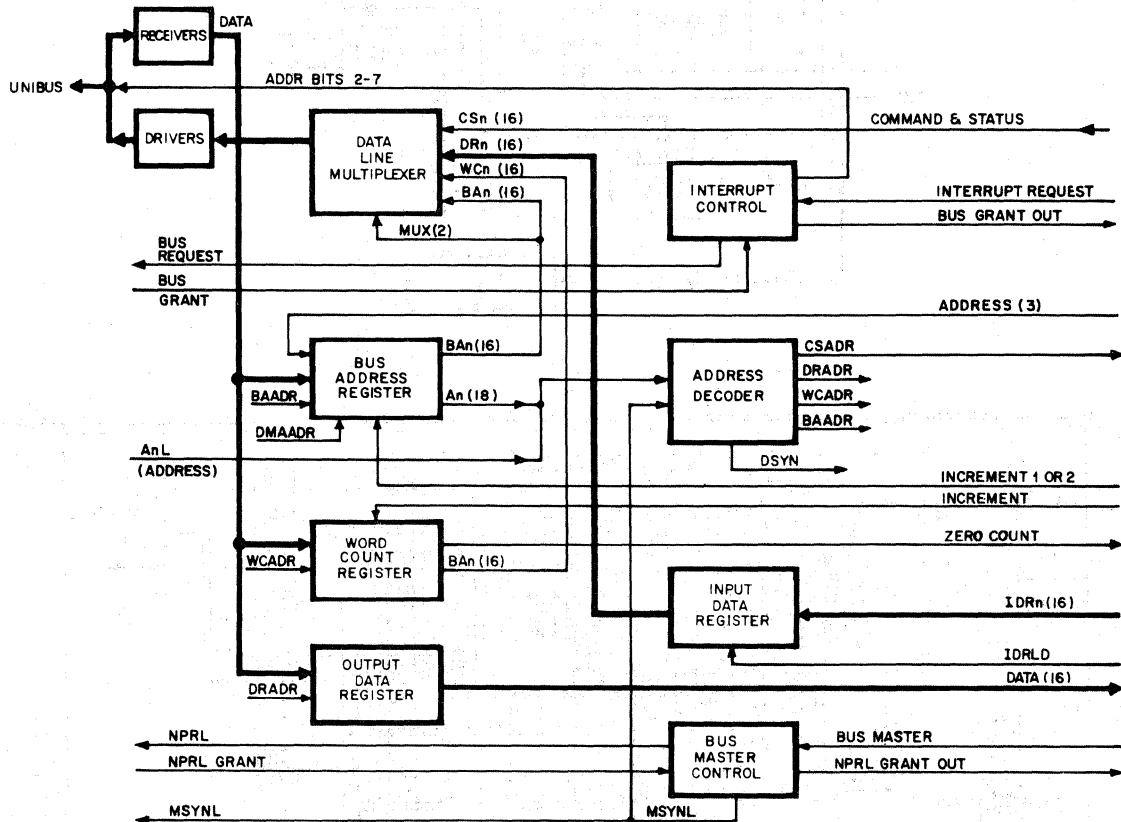 RECEIVERS
DATA
UNIBUS
ADDR BITS 2-7
DRIVERS
DATA
LINE
MULTIPLEXER
CSn (16)
COMMAND & STATUS
DRn (16)
WCn (16)
BAn (16)
MUX(2)
INTERRUPT
CONTROL
INTERRUPT REQUEST
BUS GRANT OUT
BUS
REQUEST
BUS
GRANT
ADDRESS (3)
BUS
ADDRESS
REGISTER
BAn(16)
An (18)
BAADR
DMAADR
AnL
(ADDRESS)
ADDRESS
DECODER
CSADR
DRADR
WCADR
BAADR
DSYN
INCREMENT 1 OR 2
INCREMENT
WORD
COUNT
REGISTER
WCADR
BAn(16)
ZERO COUNT
INPUT
DATA
REGISTER
IDRn(16)
IDRLD
OUTPUT
DATA
REGISTER
DRADR
DATA(16)
NPRL
NPRL GRANT
BUS
MASTER
CONTROL
BUS MASTER
NPRL GRANT OUT
MSYNL
MSYNL